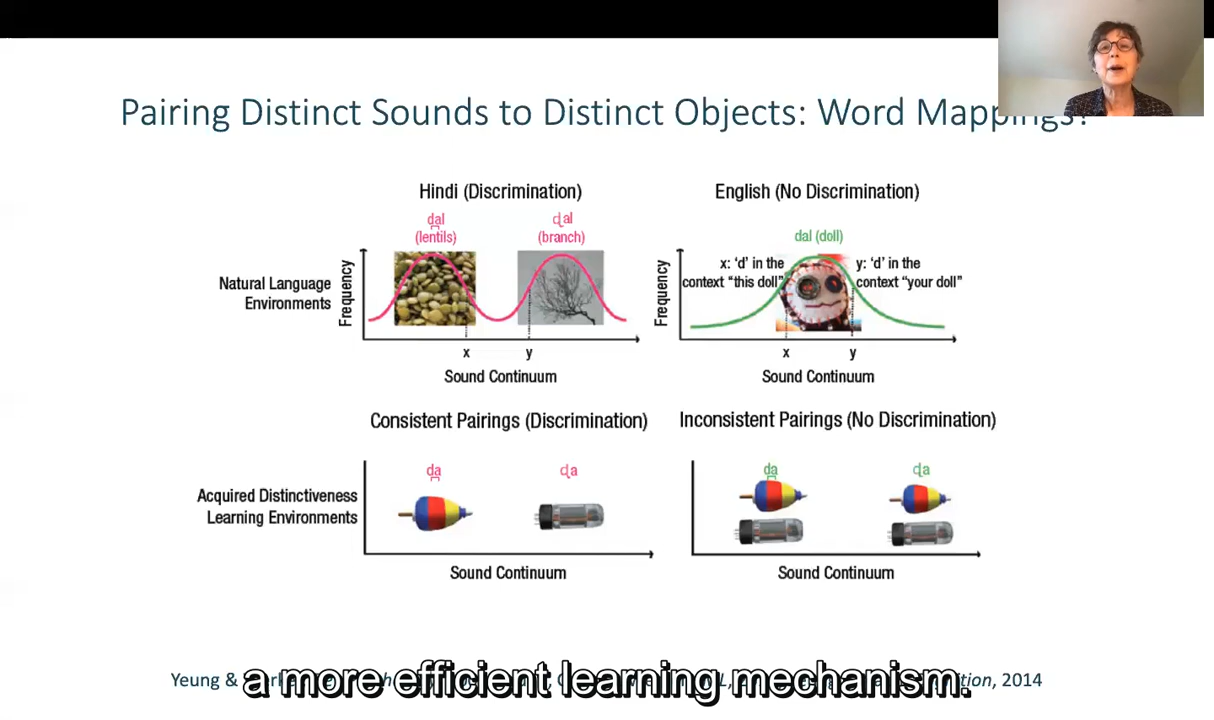 Pairing Distinct Sounds to Distinct Objects: Word Mappings?
Hindi (Discrimination)
English (No Discrimination)
d̪al
(lentils)
ɖal
(branch)
dal (doll)
x: ‘d’ in the
context “this doll”
y: ‘d’ in the
context “your doll”
Natural Language
Environments
Frequency
Frequency
x
y
x
y
Sound Continuum
Sound Continuum
Consistent Pairings (Discrimination)
Inconsistent Pairings (No Discrimination)
d̪a
ɖa
d̪a
ɖa
Acquired Distinctiveness
Learning Environments
Sound Continuum
Sound Continuum
Yeung & 2014
a more efficient learning mechanism.